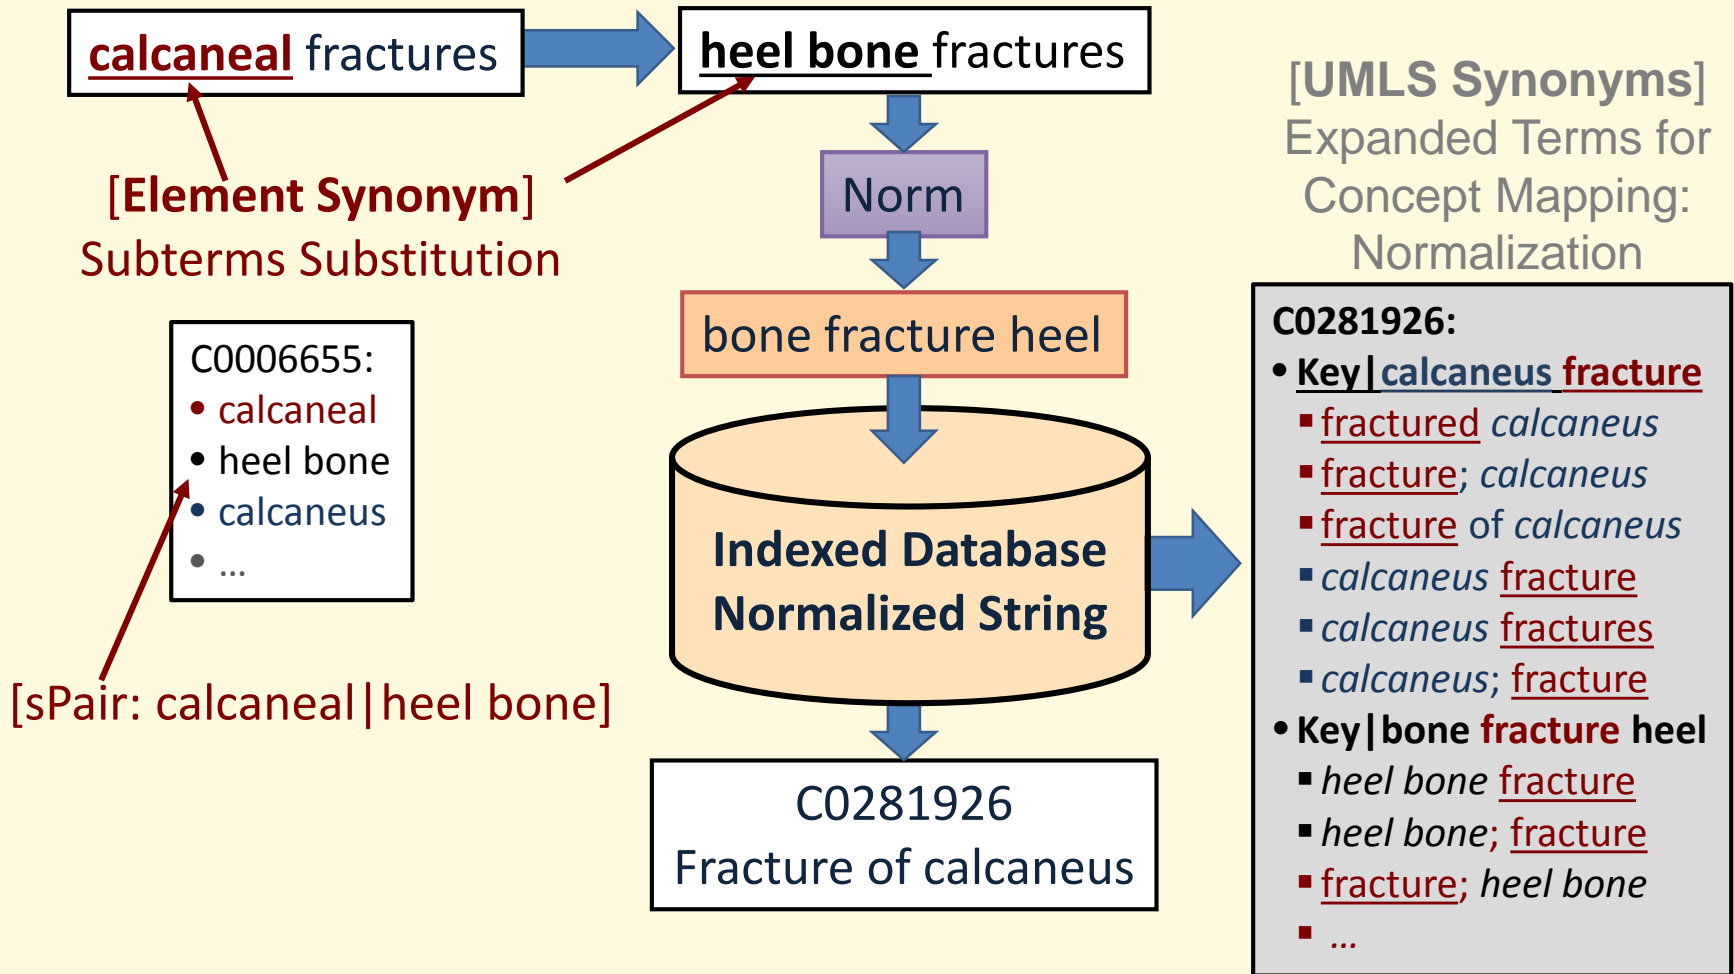 calcaneal fractures
heel bone fractures
[Element Synonym]
Subterms Substitution
Norm
bone fracture heel
C0006655:
• calcaneal
• heel bone
• calcaneus
• ...
[sPair: calcaneal|heel bone]
Indexed Database
Normalized String
C0281926
Fracture of calcaneus
[UMLS Synonyms]
Expanded Terms for
Concept Mapping:
Normalization
C0281926:
• Key|calcaneus fracture
▪ fractured calcaneus
▪ fracture; calcaneus
▪ fracture of calcaneus
▪ calcaneus fracture
▪ calcaneus fractures
▪ calcaneus; fracture
• Key|bone fracture heel
▪ heel bone fracture
▪ heel bone; fracture
▪ fracture; heel bone
▪ ...